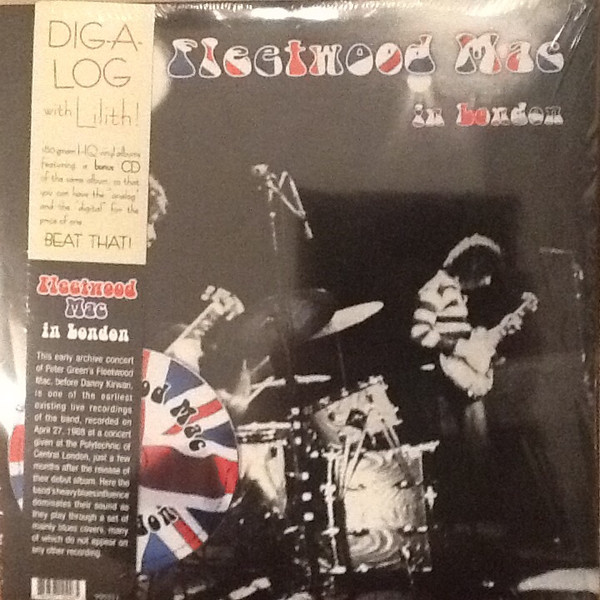 DIG-A-
LOG
with Lilith!
180 gram HQ vinyl albums
featuring a bonus CD
of the same album, so that
you can have the "analog"
and the "digital" for the
price of one
BEAT THAT!
Fleetwood Mac
in London
Fleetwood
Mac
in London
This early archive concert
of Peter Green's Fleetwood
Mac, before Danny Kirwan,
is one of the earliest
existing live recordings
of the band, recorded on
April 27, 1968 at a concert
given at the Polytechnic of
Central London, just a few
months after the release of
their debut album. Here the
band's heavy blues influence
dominates their sound as
they play through a set of
mainly blues covers, many
of which do not appear on
any other recording.
od Mac
don